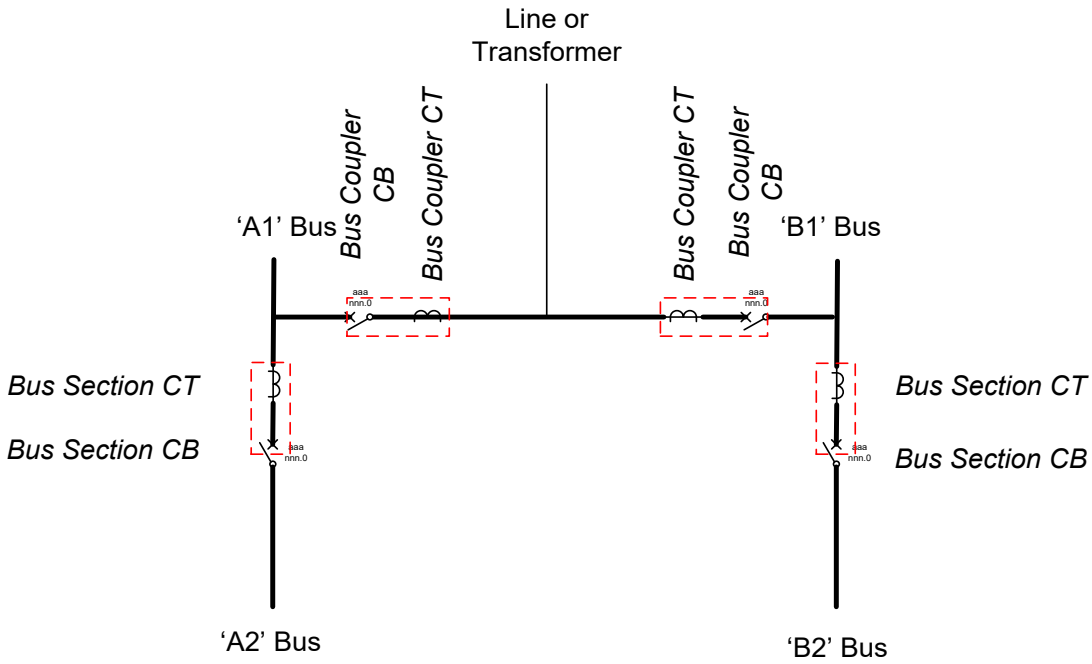 Line or
Transformer
Bus Coupler
CB
Bus Coupler CT
Bus Coupler CT
Bus Coupler
CB
‘A1’ Bus
‘B1’ Bus
aaa
nnn.0
aaa
nnn.0
Bus Section CT
Bus Section CT
Bus Section CB
aaa
nnn.0
aaa
nnn.0
Bus Section CB
‘A2’ Bus
‘B2’ Bus